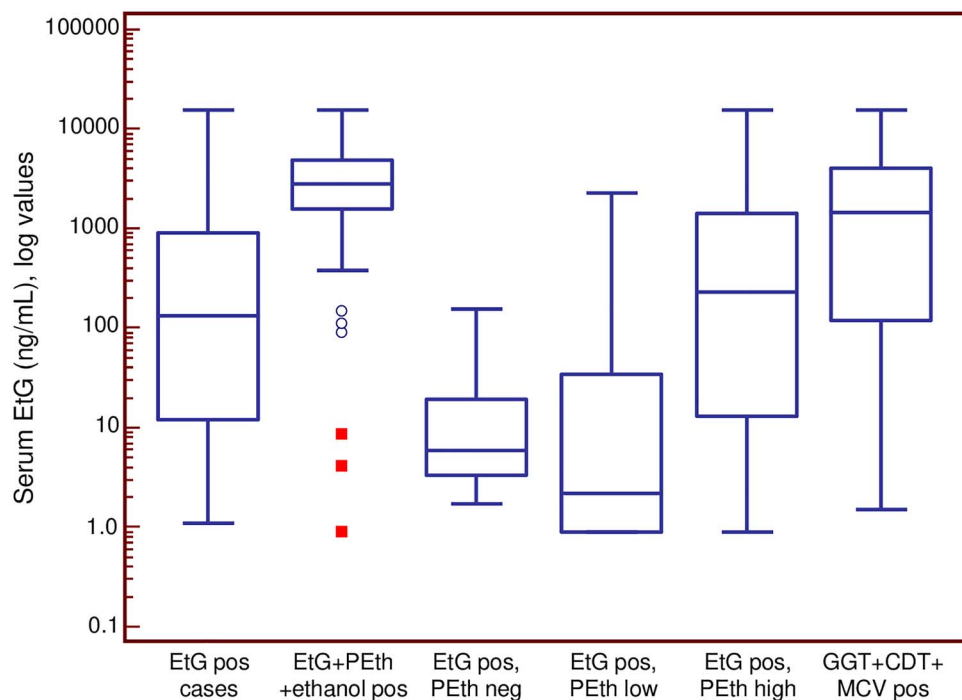 100000
10000
1000
100
10
1.0
0.1
Serum EtG (ng/mL), log values
EtG pos
cases
EtG+PEth
+ethanol pos
EtG pos,
PEth neg
EtG pos,
PEth low
EtG pos,
PEth high
GGT+CDT+
MCV pos